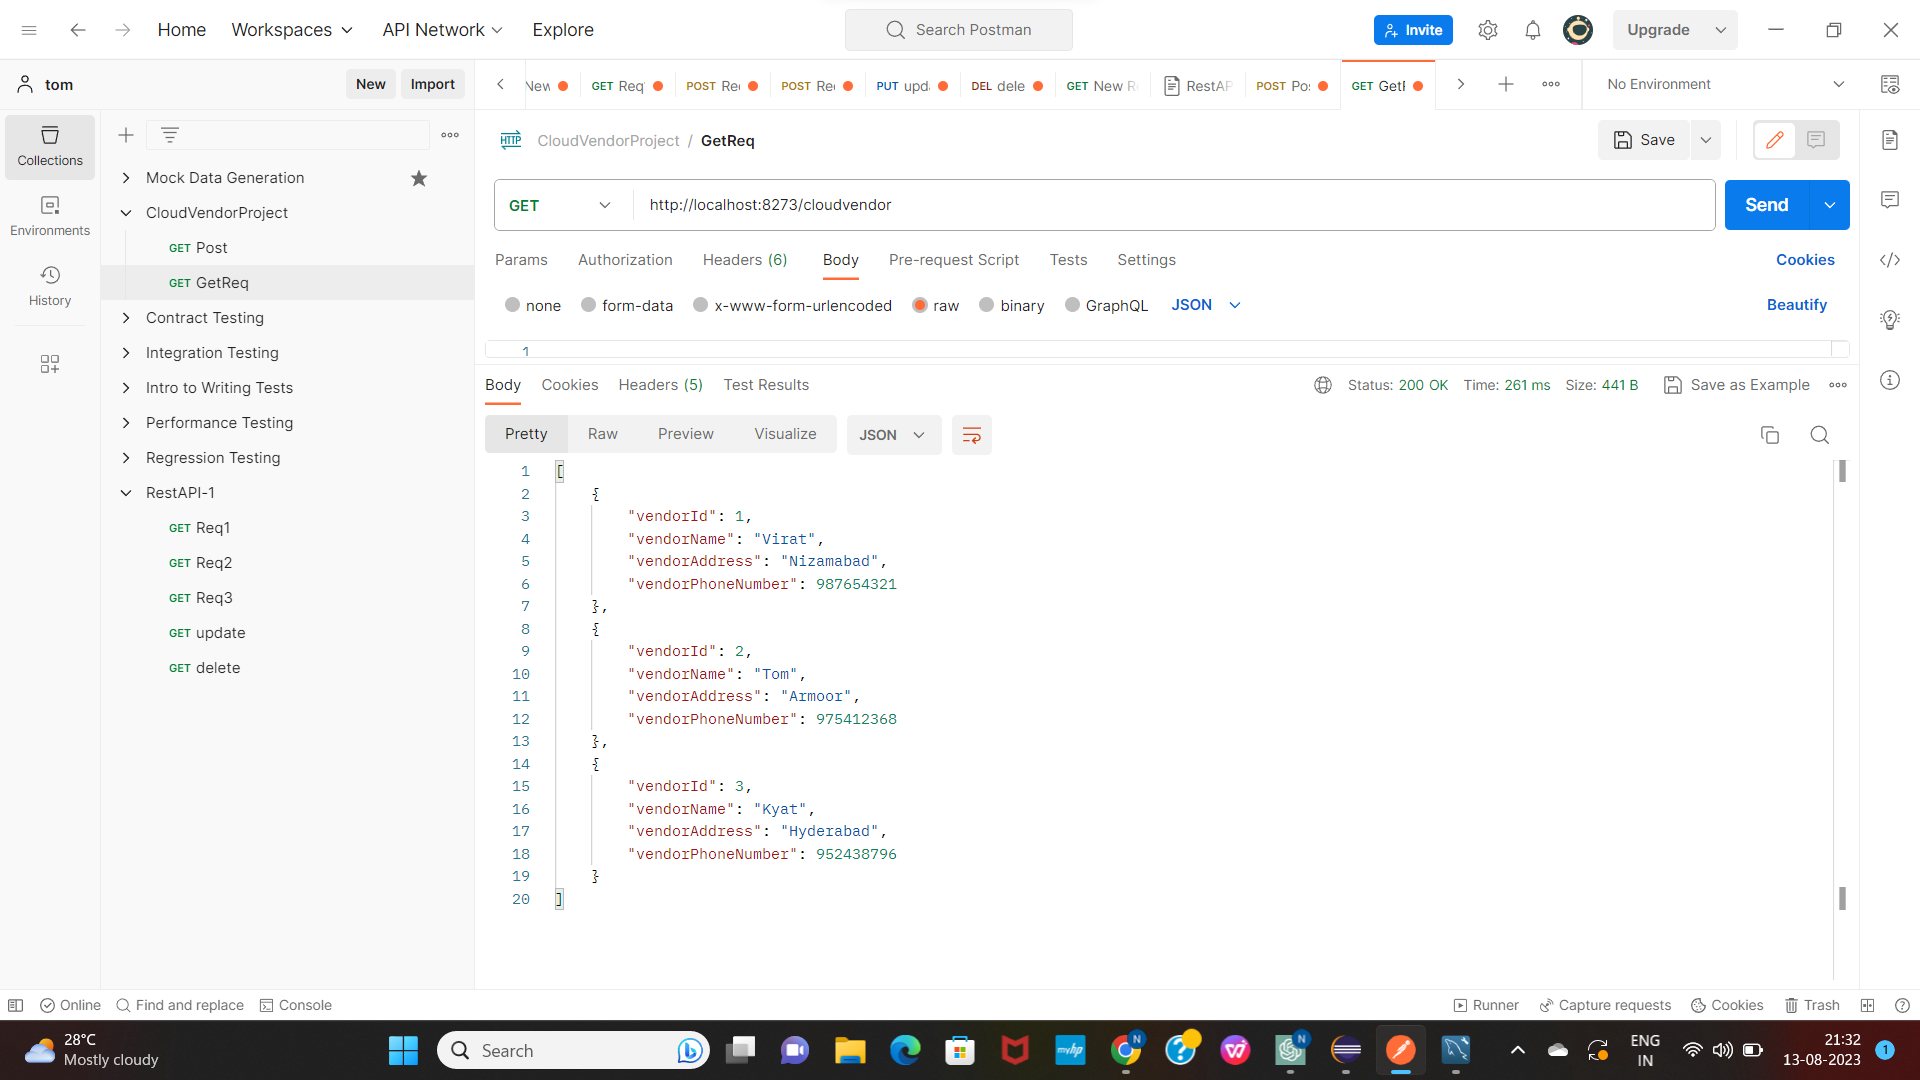 Home Workspaces API Network Explore Search Postman Invite Upgrade
tom New Import
New GET Req POST Re POST Re PUT upda DEL dele GET New R RestAP POST Po GET Get No Environment
Collections
Environments
History
Mock Data Generation
CloudVendorProject
GET Post
GET GetReq
Contract Testing
Integration Testing
Intro to Writing Tests
Performance Testing
Regression Testing
RestAPI-1
GET Req1
GET Req2
GET Req3
GET update
GET delete
HTTP CloudVendorProject / GetReq Save
GET http://localhost:8273/cloudvendor Send
Params Authorization Headers (6) Body Pre-request Script Tests Settings Cookies
none form-data x-www-form-urlencoded raw binary GraphQL JSON Beautify
1
Body Cookies Headers (5) Test Results Status: 200 OK Time: 261 ms Size: 441 B Save as Example
Pretty Raw Preview Visualize JSON
1 [
2 {
3 "vendorId": 1,
4 "vendorName": "Virat",
5 "vendorAddress": "Nizamabad",
6 "vendorPhoneNumber": 987654321
7 },
8 {
9 "vendorId": 2,
10 "vendorName": "Tom",
11 "vendorAddress": "Armoor",
12 "vendorPhoneNumber": 975412368
13 },
14 {
15 "vendorId": 3,
16 "vendorName": "Kyat",
17 "vendorAddress": "Hyderabad",
18 "vendorPhoneNumber": 952438796
19 }
20 ]
Online Find and replace Console Runner Capture requests Cookies Trash
28°C
Mostly cloudy
Search
myhp
N
N
ENG
IN
21:32
13-08-2023
1